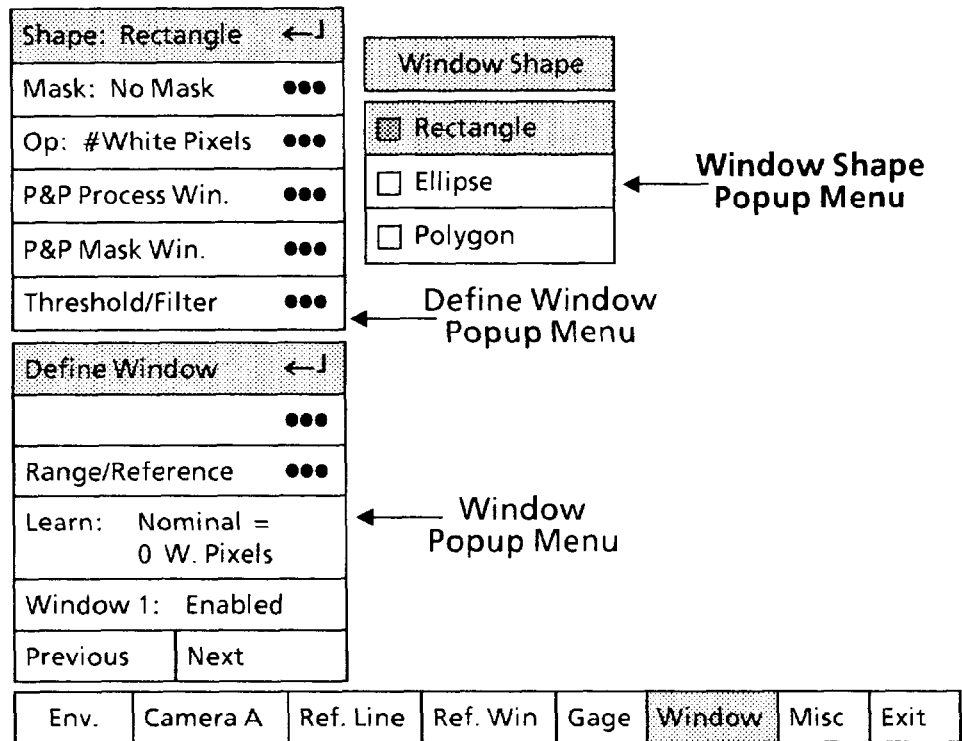 Shape: Rectangle
Mask: No Mask
Op: #White Pixels
P&P Process Win.
P&P Mask Win.
Threshold/Filter
Window Shape
Rectangle
Ellipse
Polygon
Window Shape
Popup Menu
Define Window
Popup Menu
Define Window
Range/Reference
Learn: Nominal =
0 W. Pixels
Window 1: Enabled
Previous Next
Window
Popup Menu
Env. Camera A Ref. Line Ref. Win Gage Window Misc Exit